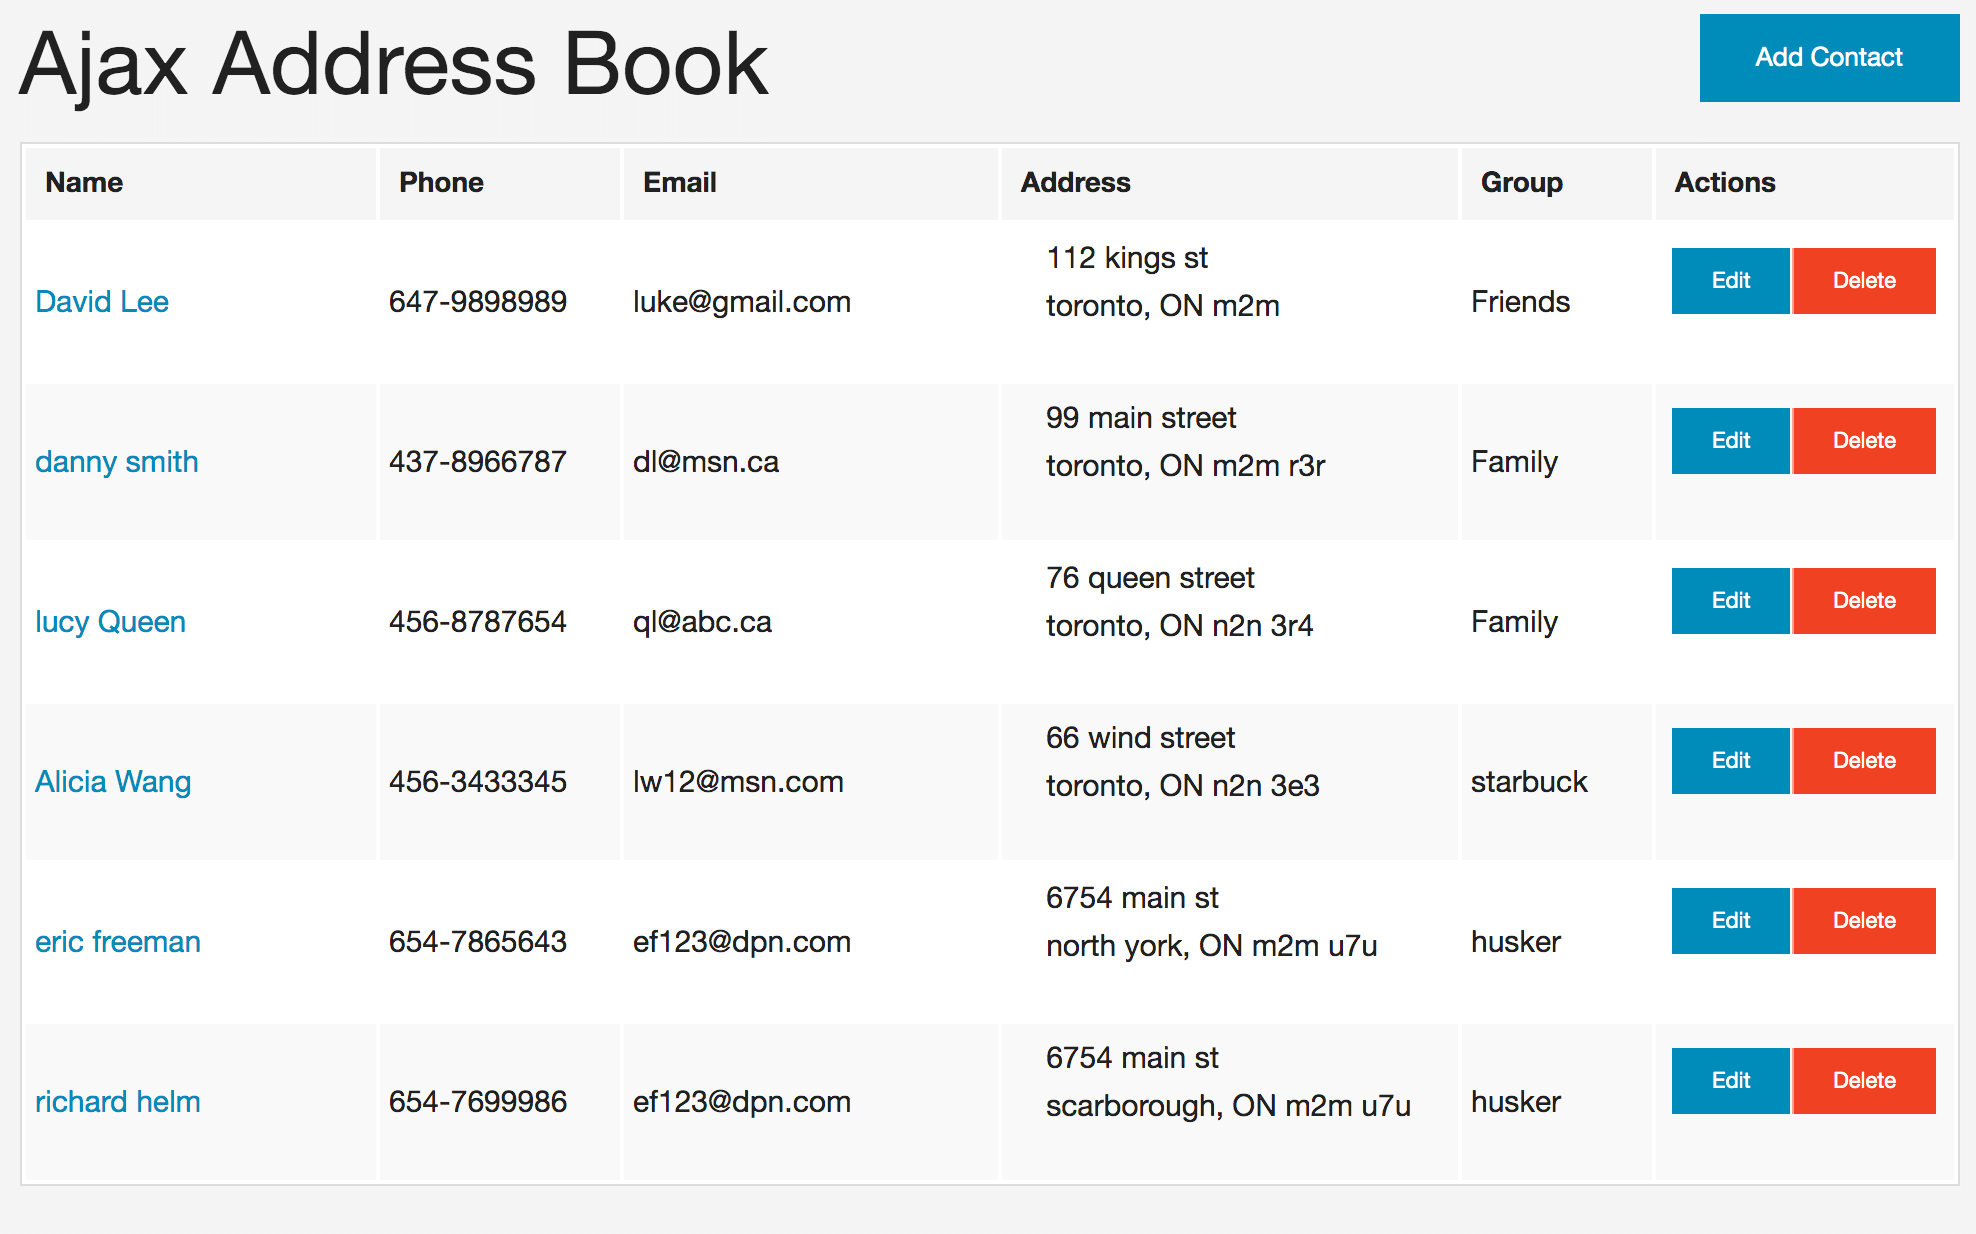 Ajax Address Book
Add Contact
Name Phone Email Address Group Actions
112 kings st
David Lee 647-9898989 luke@gmail.com toronto, ON m2m Friends Edit Delete
99 main street
danny smith 437-8966787 dl@msn.ca toronto, ON m2m r3r Family Edit Delete
76 queen street
lucy Queen 456-8787654 ql@abc.ca toronto, ON n2n 3r4 Family Edit Delete
66 wind street
Alicia Wang 456-3433345 lw12@msn.com toronto, ON n2n 3e3 starbuck Edit Delete
6754 main st
eric freeman 654-7865643 ef123@dpn.com north york, ON m2m u7u husker Edit Delete
6754 main st
richard helm 654-7699986 ef123@dpn.com scarborough, ON m2m u7u husker Edit Delete